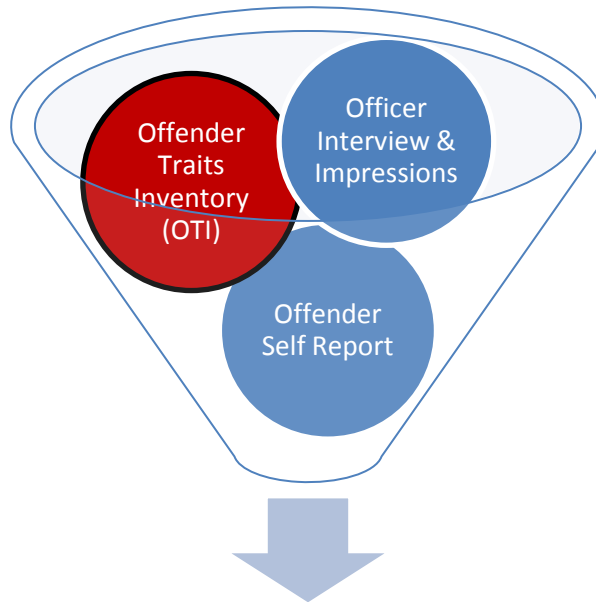 Offender
Traits
Inventory
(OTI)
Officer
Interview &
Impressions
Offender
Self Report